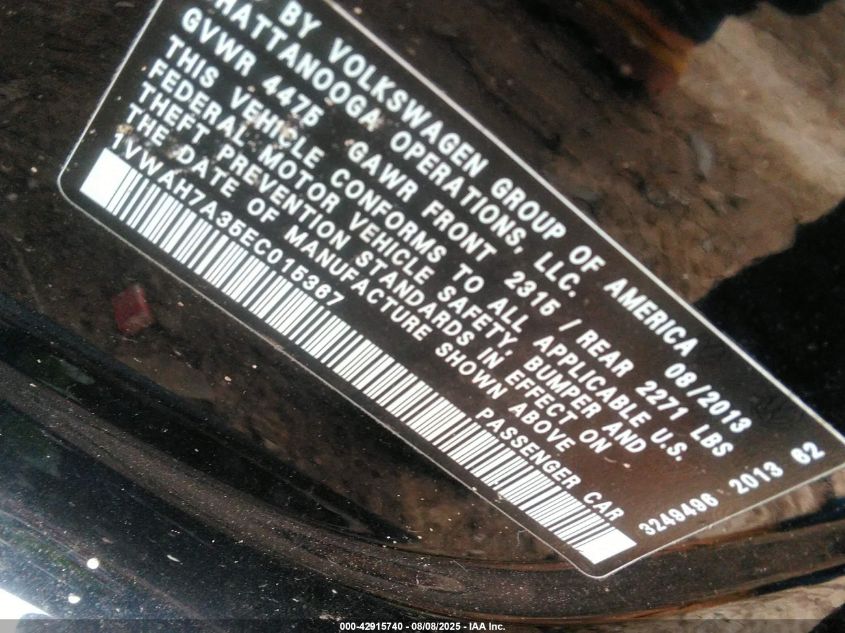 BY VOLKSWAGEN GROUP OF AMERICA 08/2013
HATTANOOGA OPERATIONS, LLC.
GVWR 4475 GAWR FRONT 2315 / REAR 2271 LBS
THIS VEHICLE CONFORMS TO ALL APPLICABLE U.S.
FEDERAL MOTOR VEHICLE SAFETY, BUMPER AND
THEFT PREVENTION STANDARDS IN EFFECT ON
THE DATE OF MANUFACTURE SHOWN ABOVE
1VWAH7A35EC015367 PASSENGER CAR
3249496 2013 62
000-42915740 - 08/08/2025 - IAA Inc.